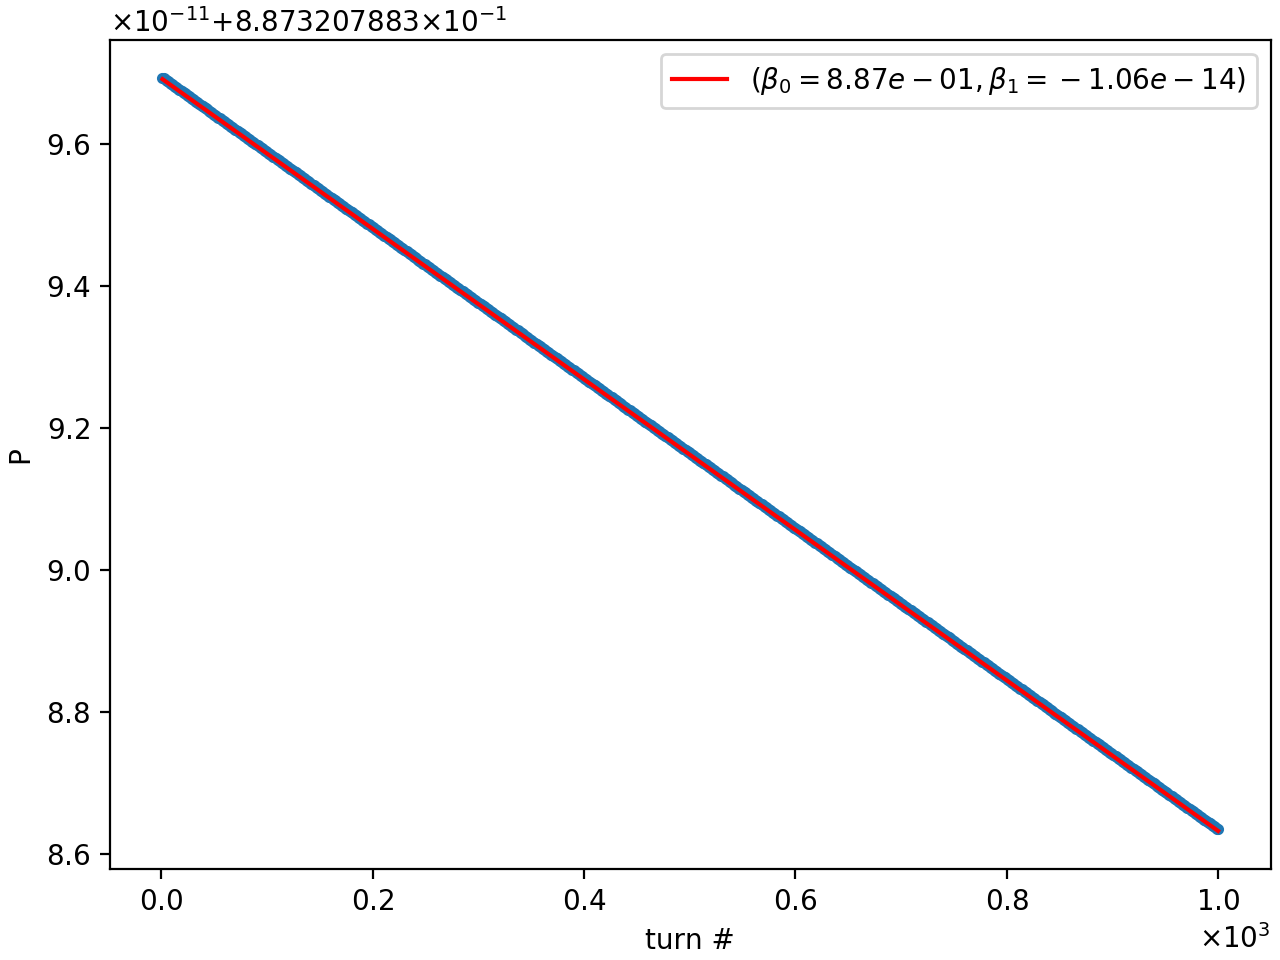 ×10⁻¹¹+8.873207883×10⁻¹
(β₀ = 8.87e − 01, β₁ = − 1.06e − 14)
9.6
9.4
9.2
P
9.0
8.8
8.6
0.0 0.2 0.4 0.6 0.8 1.0
turn #
×10³